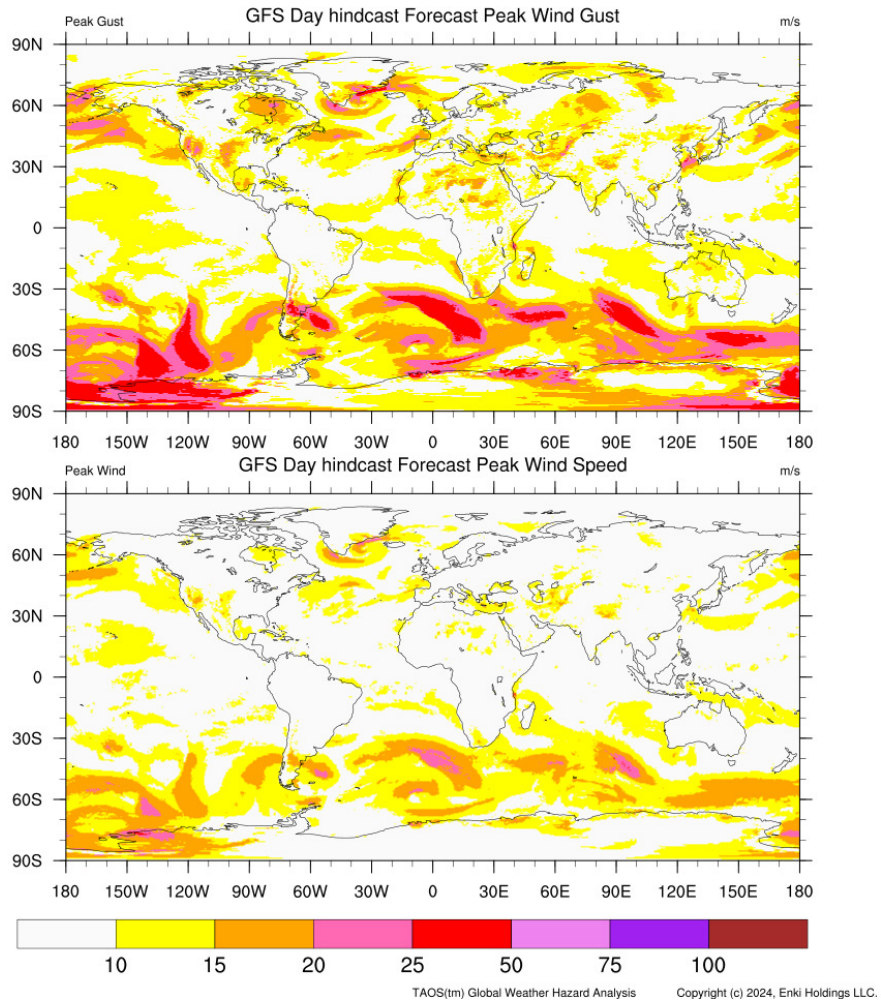 GFS Day hindcast Forecast Peak Wind Gust
Peak Gust m/s
90N
60N
30N
0
30S
60S
90S
180 150W 120W 90W 60W 30W 0 30E 60E 90E 120E 150E 180
GFS Day hindcast Forecast Peak Wind Speed
Peak Wind m/s
90N
60N
30N
0
30S
60S
90S
180 150W 120W 90W 60W 30W 0 30E 60E 90E 120E 150E 180
10 15 20 25 50 75 100
TAOS(tm) Global Weather Hazard Analysis Copyright (c) 2024, Enki Holdings LLC.